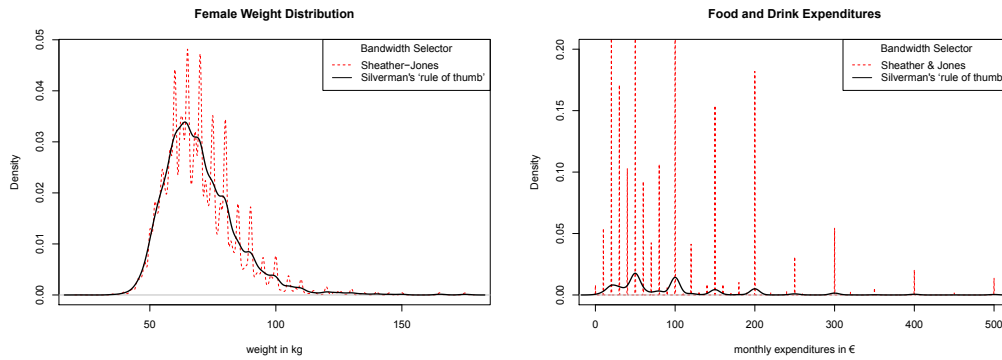 Female Weight Distribution
Density
0.00 0.01 0.02 0.03 0.04 0.05
Bandwidth Selector
Sheather−Jones
Silverman's 'rule of thumb'
50 100 150
weight in kg
Food and Drink Expenditures
Density
0.00 0.05 0.10 0.15 0.20
Bandwidth Selector
Sheather & Jones
Silverman's 'rule of thumb
0 100 200 300 400 500
monthly expenditures in €